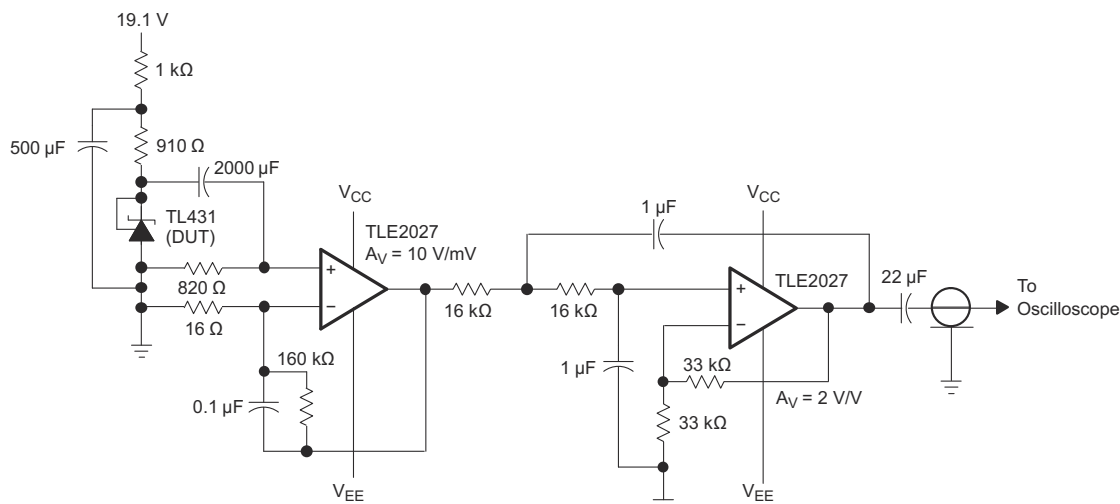 19.1 V
1 kΩ
500 µF
910 Ω
2000 µF
TL431
(DUT)
820 Ω
16 Ω
VCC
TLE2027
AV = 10 V/mV
+
−
160 kΩ
0.1 µF
VEE
16 kΩ
16 kΩ
1 µF
1 µF
VCC
TLE2027
+
−
33 kΩ
AV = 2 V/V
33 kΩ
VEE
22 µF
To
Oscilloscope